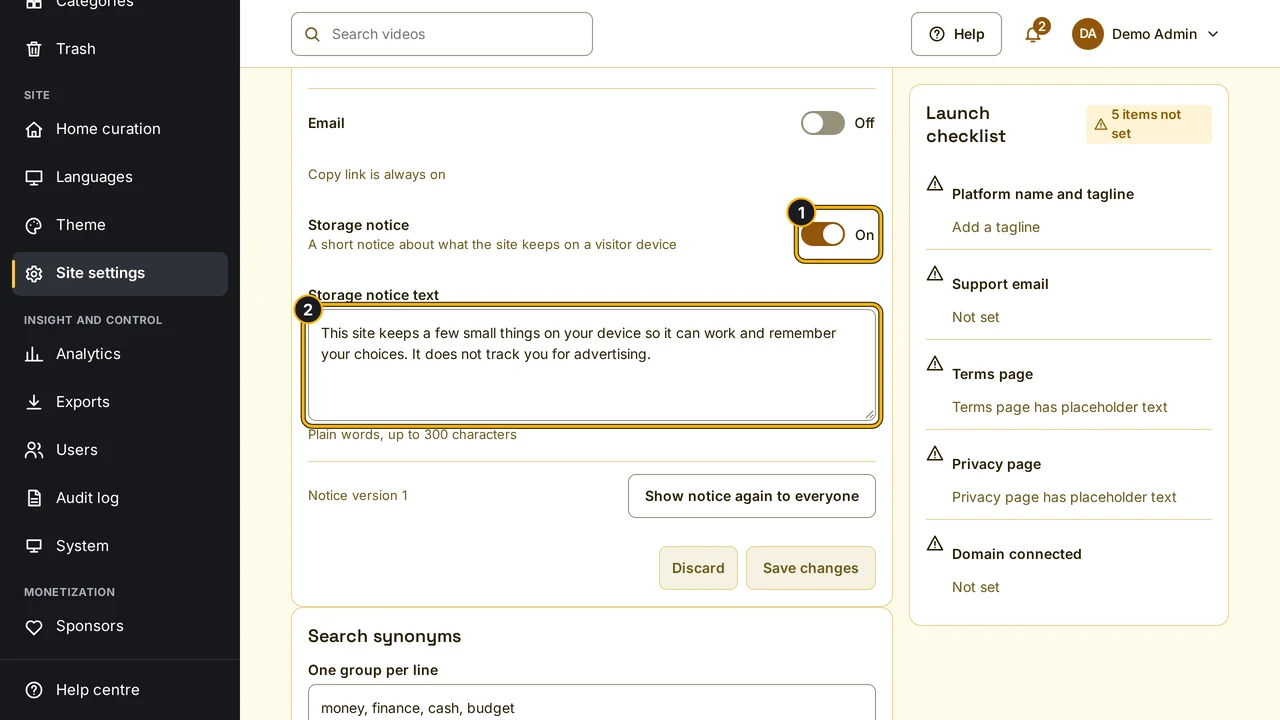 Categories
Trash
SITE
Home curation
Languages
Theme
Site settings
INSIGHT AND CONTROL
Analytics
Exports
Users
Audit log
System
MONETIZATION
Sponsors
Help centre
Search videos
Help
2
DA
Demo Admin
Email
Off
Copy link is always on
Storage notice
A short notice about what the site keeps on a visitor device
1
On
Storage notice text
2
This site keeps a few small things on your device so it can work and remember
your choices. It does not track you for advertising.
Plain words, up to 300 characters
Notice version 1
Show notice again to everyone
Discard
Save changes
Search synonyms
One group per line
money, finance, cash, budget
Launch
checklist
5 items not
set
Platform name and tagline
Add a tagline
Support email
Not set
Terms page
Terms page has placeholder text
Privacy page
Privacy page has placeholder text
Domain connected
Not set